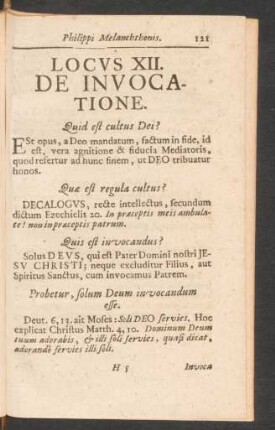 Philippi Melanchthonis. 121
LOCVS XII.
DE INVOCA-
TIONE.
Quid est cultus Dei?
ESt opus, a Deo mandatum, factum in fide, id
est, vera agnitione & fiducia Mediatoris,
quod refertur ad hunc finem, ut DEO tribuatur
honos.
Quæ est regula cultus?
DECALOGUS, recte intellectus, secundum
dictum Ezechielis 20. In præceptis meis ambula-
te! non in præceptis patrum.
Quis est invocandus?
Solus DEVS, qui est Pater Domini nostri JE-
SV CHRISTI; neque excluditur Filius, aut
Spiritus Sanctus, cum invocamus Patrem.
Probetur, solum Deum invocandum
esse.
Deut. 6, 13. ait Moses: Soli DEO servies. Hoc
explicat Christus Matth. 4, 10. Dominum Deum
tuum adorabis, & illi soli servies, quasi dicat,
adorando servies illi soli.
H 5 Invoca